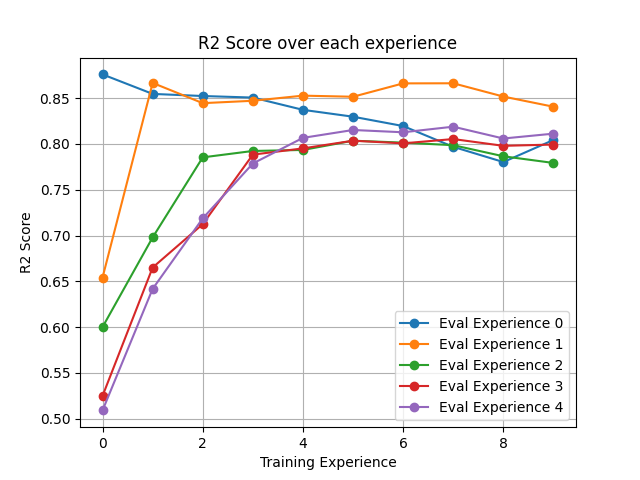 R2 Score over each experience
R2 Score
0.85
0.80
0.75
0.70
0.65
0.60
0.55
0.50
0
2
4
6
8
Training Experience
Eval Experience 0
Eval Experience 1
Eval Experience 2
Eval Experience 3
Eval Experience 4